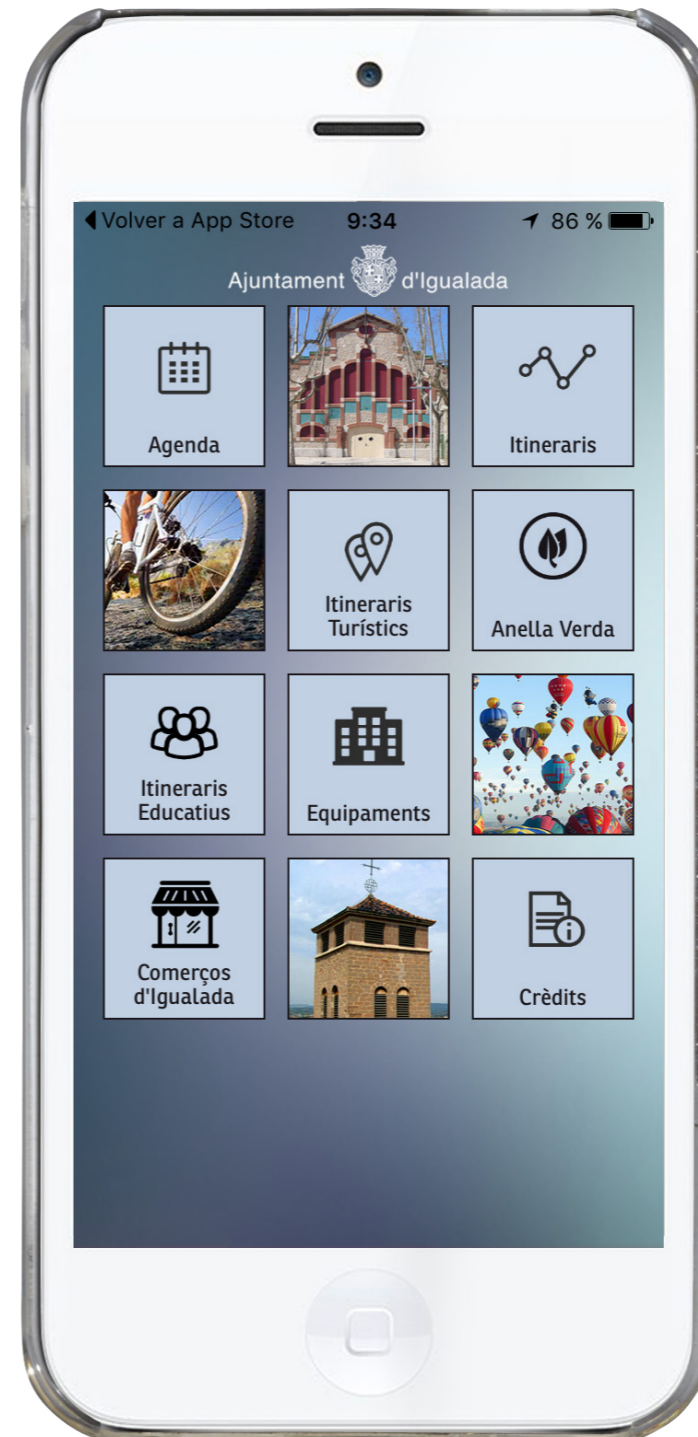 Volver a App Store 9:34 86 %
Ajuntament d'Igualada
Agenda
Itineraris
Itineraris
Turístics
Anella Verda
Itineraris
Educatius
Equipaments
Comerços
d'Igualada
Crèdits